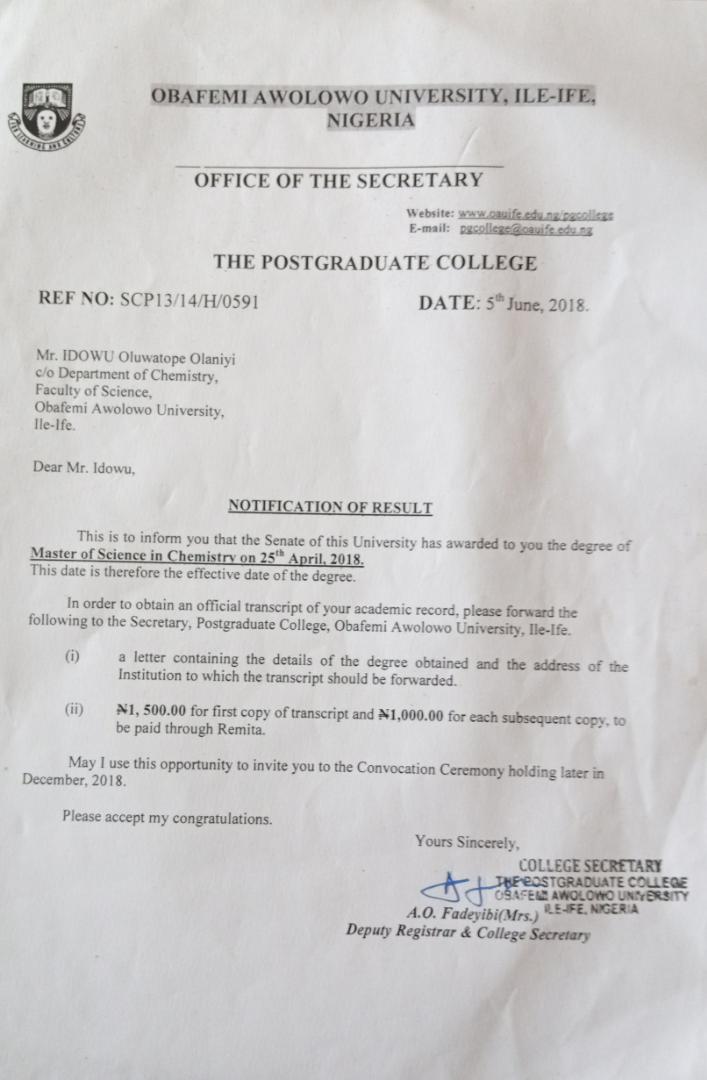 OBAFEMI AWOLOWO UNIVERSITY, ILE-IFE,
NIGERIA
FOR LEARNING AND CULTURE
OFFICE OF THE SECRETARY
Website: www.oauife.edu.ng/pgcollege
E-mail: pgcollege@oauife.edu.ng
THE POSTGRADUATE COLLEGE
REF NO: SCP13/14/H/0591 DATE: 5th June, 2018.
Mr. IDOWU Oluwatope Olaniyi
c/o Department of Chemistry,
Faculty of Science,
Obafemi Awolowo University,
Ile-Ife.
Dear Mr. Idowu,
NOTIFICATION OF RESULT
This is to inform you that the Senate of this University has awarded to you the degree of
Master of Science in Chemistry on 25th April, 2018.
This date is therefore the effective date of the degree.
In order to obtain an official transcript of your academic record, please forward the
following to the Secretary, Postgraduate College, Obafemi Awolowo University, Ile-Ife.
(i) a letter containing the details of the degree obtained and the address of the
Institution to which the transcript should be forwarded.
(ii) ₦1, 500.00 for first copy of transcript and ₦1,000.00 for each subsequent copy, to
be paid through Remita.
May I use this opportunity to invite you to the Convocation Ceremony holding later in
December, 2018.
Please accept my congratulations.
Yours Sincerely,
COLLEGE SECRETARY
THE POSTGRADUATE COLLEGE
OBAFEMI AWOLOWO UNIVERSITY
ILE-IFE, NIGERIA
A.O. Fadeyibi(Mrs.)
Deputy Registrar & College Secretary